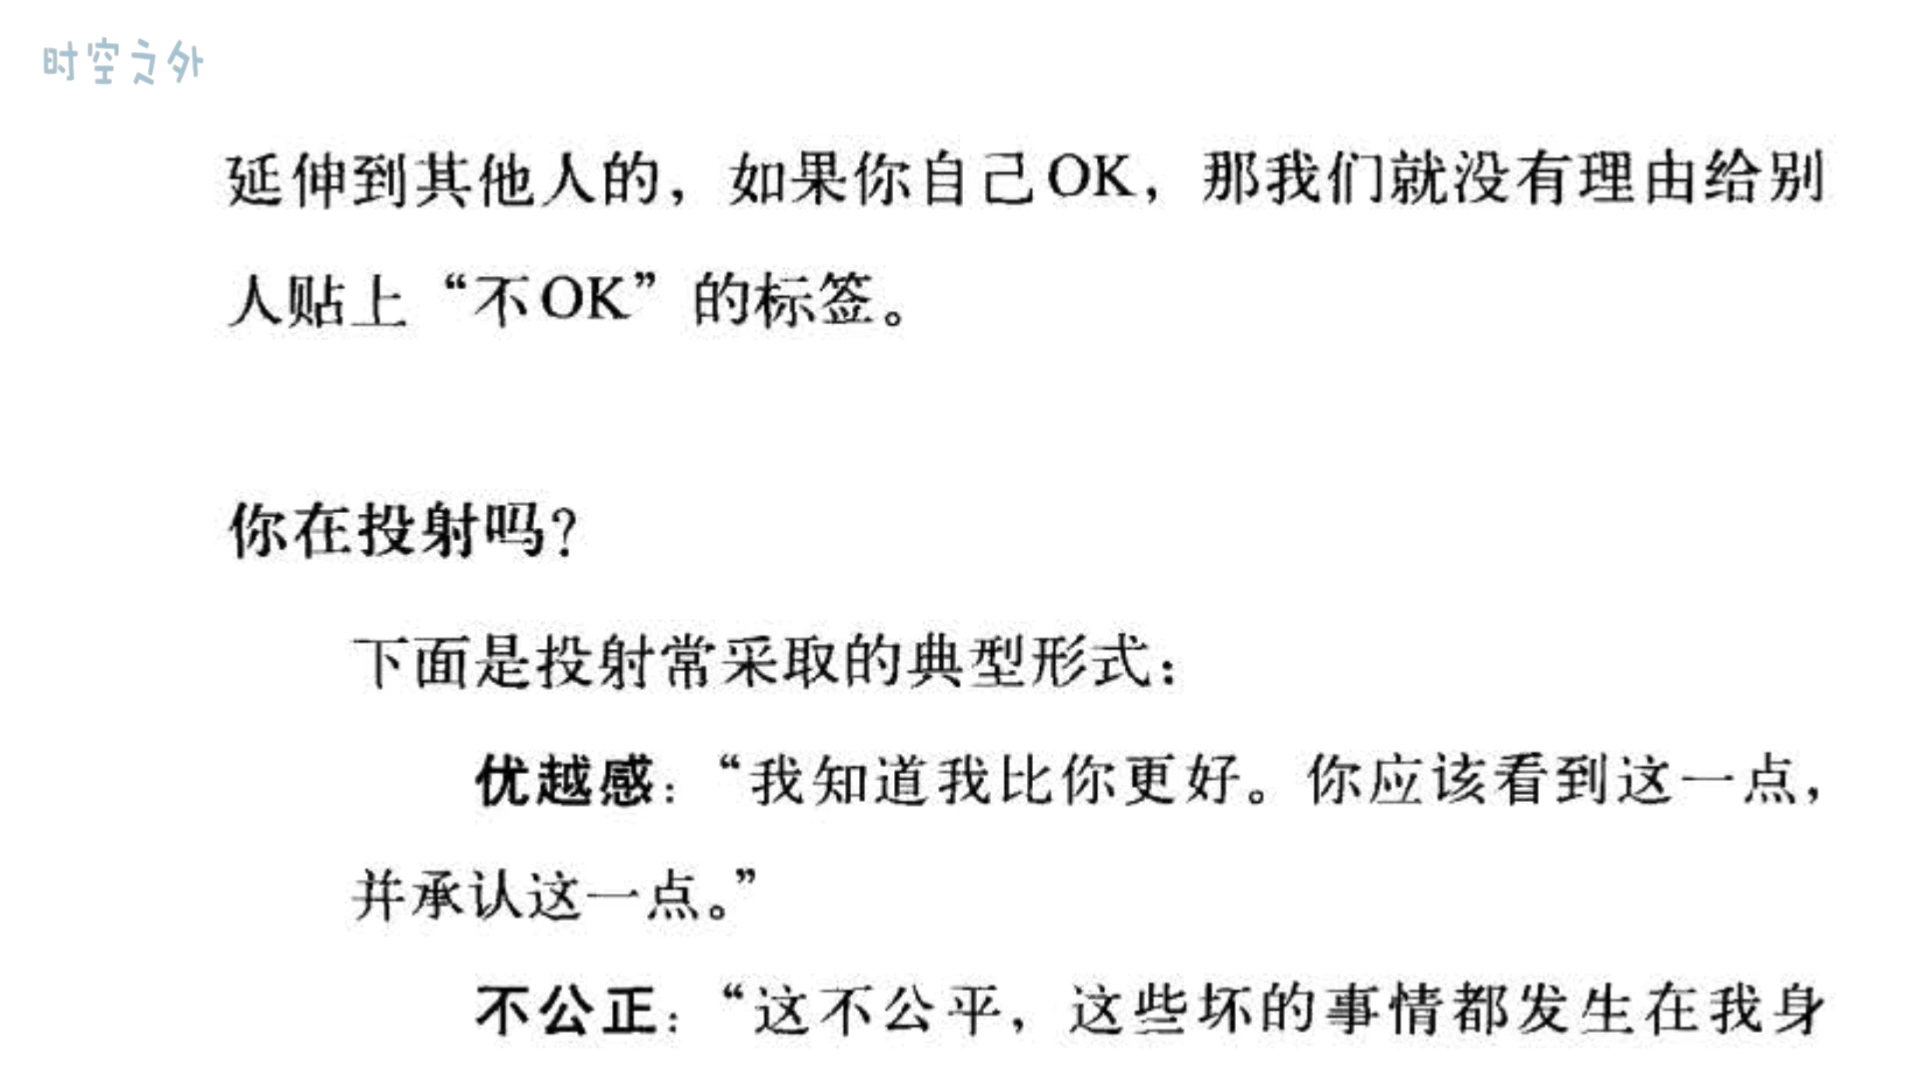 时空之外
延伸到其他人的，如果你自己OK，那我们就没有理由给别
人贴上“不OK”的标签。
你在投射吗？
下面是投射常采取的典型形式：
优越感：“我知道我比你更好。你应该看到这一点，
并承认这一点。”
不公正：“这不公平，这些坏的事情都发生在我身